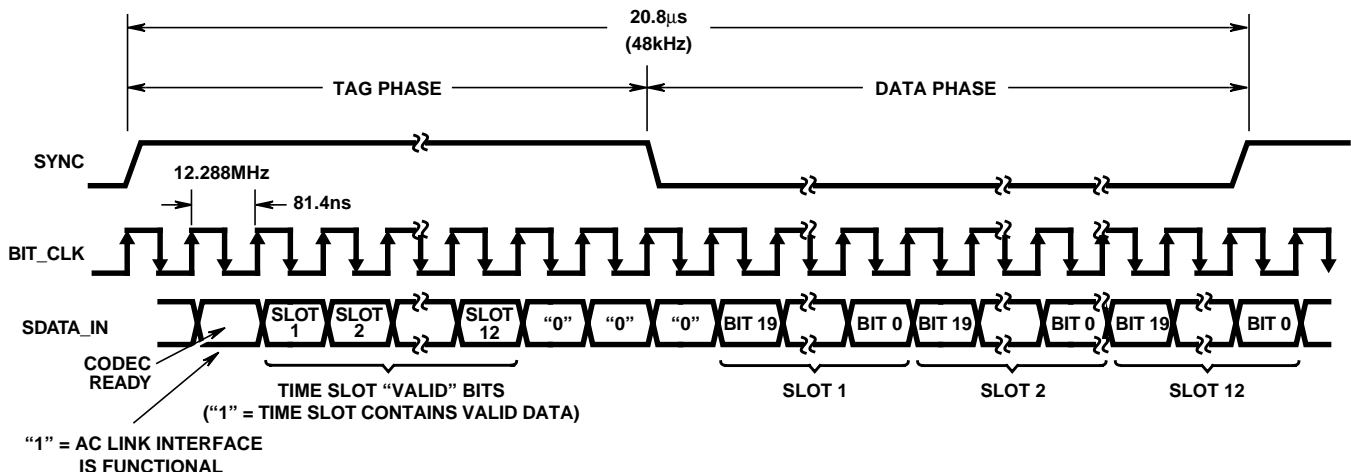 20.8µs
(48kHz)
TAG PHASE
DATA PHASE
SYNC
12.288MHz
81.4ns
BIT_CLK
SDATA_IN
SLOT
1
SLOT
2
SLOT
12
“0”
“0”
“0”
BIT 19
BIT 0
BIT 19
BIT 0
BIT 19
BIT 0
CODEC
READY
TIME SLOT “VALID” BITS
(“1” = TIME SLOT CONTAINS VALID DATA)
SLOT 1
SLOT 2
SLOT 12
“1” = AC LINK INTERFACE
IS FUNCTIONAL